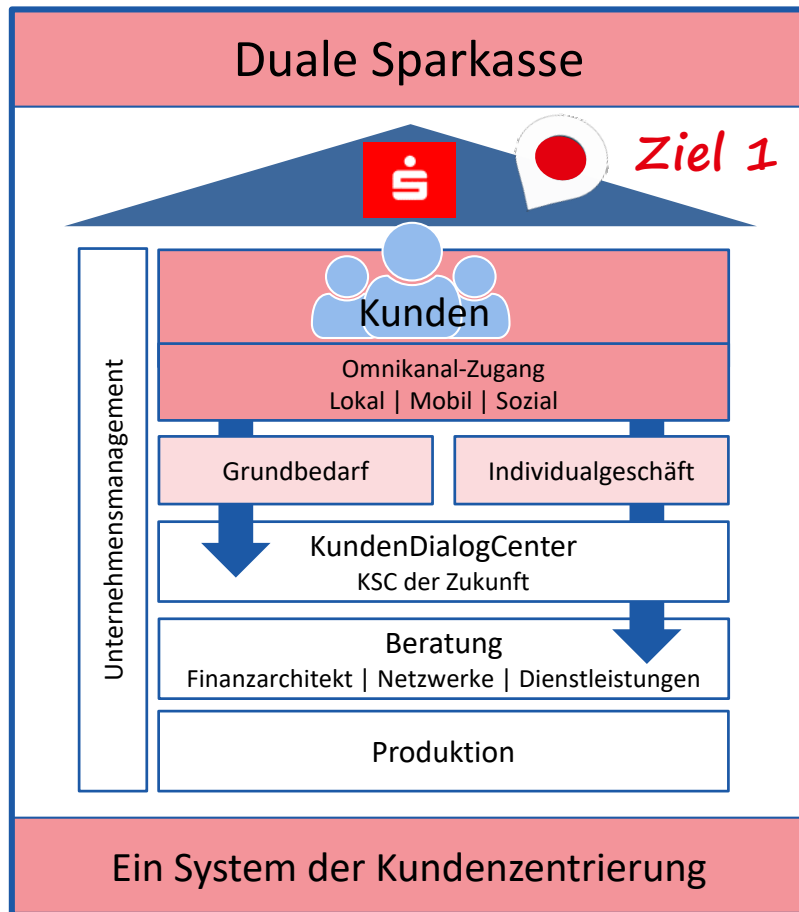 Duale Sparkasse
Ziel 1
Unternehmensmanagement
Kunden
Omnikanal-Zugang
Lokal | Mobil | Sozial
Grundbedarf
Individualgeschäft
KundenDialogCenter
KSC der Zukunft
Beratung
Finanzarchitekt | Netzwerke | Dienstleistungen
Produktion
Ein System der Kundenzentrierung